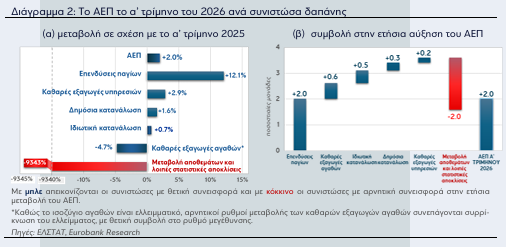 Διάγραμμα 2: Το ΑΕΠ το α' τρίμηνο του 2026 ανά συνιστώσα δαπάνης
(α) μεταβολή σε σχέση με το α' τρίμηνο 2025
ΑΕΠ +2.0%
Επενδύσεις παγίων +12.1%
Καθαρές εξαγωγές υπηρεσιών +2.9%
Δημόσια κατανάλωση +1.6%
Ιδιωτική κατανάλωση +0.7%
-4.7% Καθαρές εξαγωγές αγαθών*
-9343% Μεταβολή αποθεμάτων και
λοιπές στατιστικές αποκλίσεις
-9345% -9340% -10% -5% 0% 5% 10% 15%
(β) συμβολή στην ετήσια αύξηση του ΑΕΠ
ποσοστιαίες μονάδες
4
3
2
1
0
+2.0 +0.6 +0.5 +0.3 +0.2 -2.0 +2.0
Επενδύσεις
παγίων
Καθαρές
εξαγωγές
αγαθών
Ιδιωτική
κατανάλωση
Δημόσια
κατανάλωση
Καθαρές
εξαγωγές
υπηρεσιών
Μεταβολή
αποθεμάτων
και λοιπές
στατιστικές
αποκλίσεις
ΑΕΠ Α'
ΤΡΙΜΗΝΟΥ
2026
Με μπλε απεικονίζονται οι συνιστώσες με θετική συνεισφορά και με κόκκινο οι συνιστώσες με αρνητική συνεισφορά στην ετήσια
μεταβολή του ΑΕΠ.
*Καθώς το ισοζύγιο αγαθών είναι ελλειμματικό, αρνητικοί ρυθμοί μεταβολής των καθαρών εξαγωγών αγαθών συνεπάγονται συρρί-
κνωση του ελλείμματος, με θετική συμβολή στο ρυθμό μεγέθυνσης.
Πηγές: ΕΛΣΤΑΤ, Eurobank Research